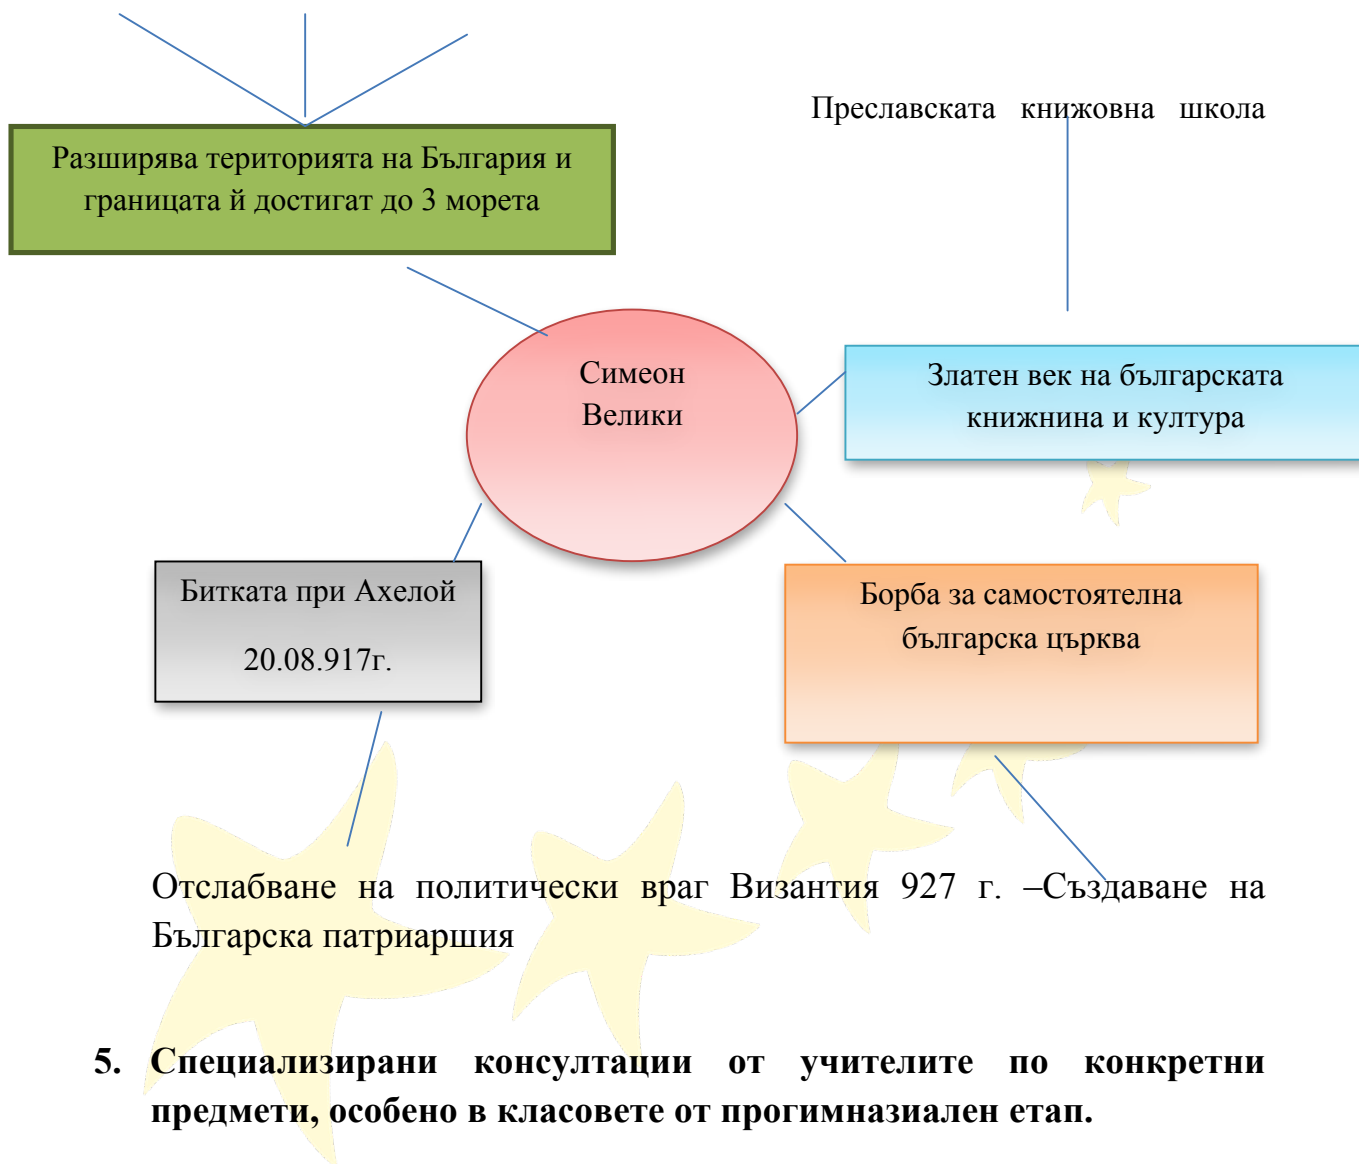 Преславската книжовна школа
Разширява територията на България и
границата й достигат до 3 морета
Симеон
Велики
Златен век на българската
книжнина и култура
Битката при Ахелой
20.08.917г.
Борба за самостоятелна
българска църква
Отслабване на политически враг Византия 927 г. –Създаване на
Българска патриаршия
5. Специализирани консултации от учителите по конкретни
предмети, особено в класовете от прогимназиален етап.